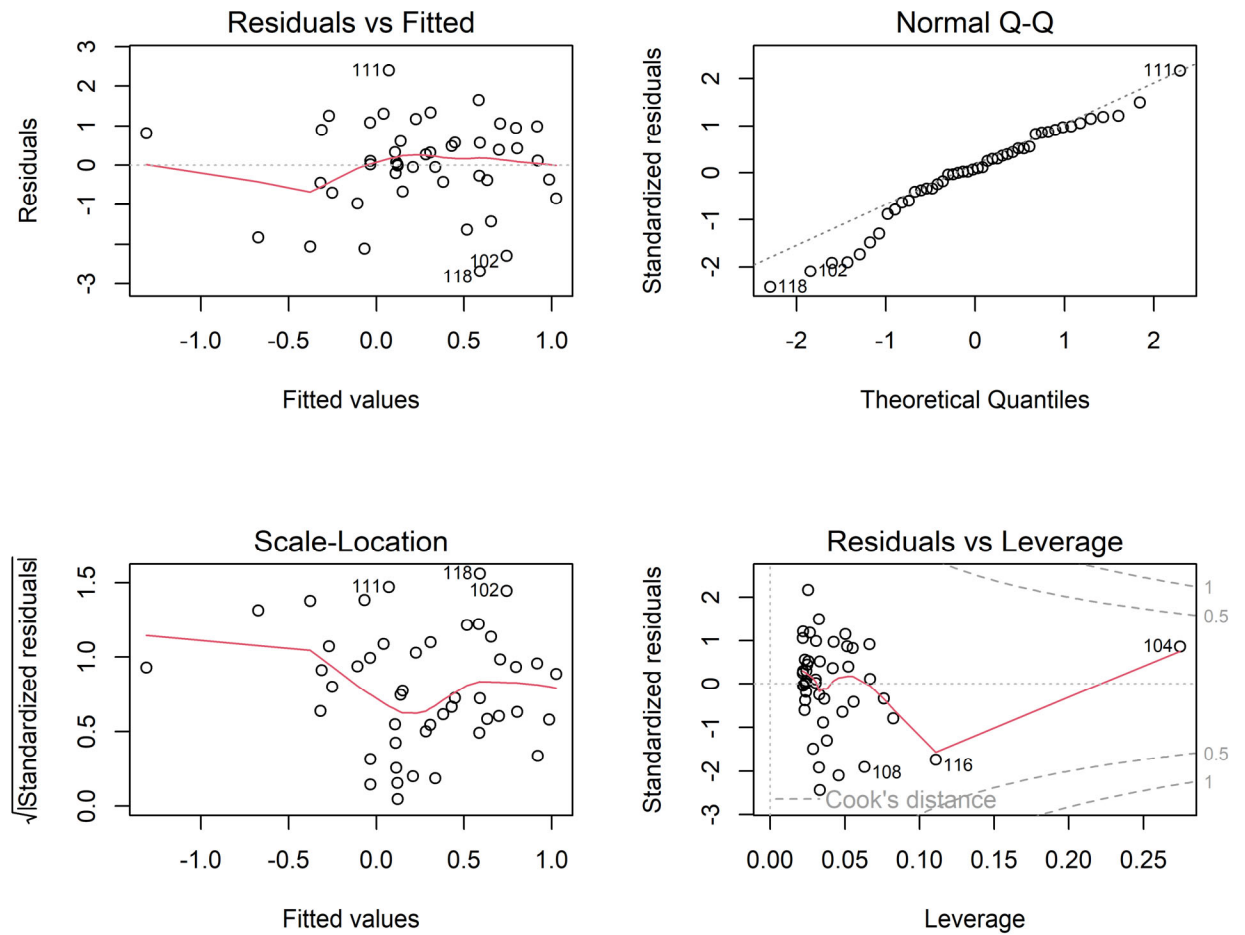 Residuals vs Fitted
Residuals
3
2
1
0
-1
-3
111
102
118
-1.0 -0.5 0.0 0.5 1.0
Fitted values
Normal Q-Q
Standardized residuals
2
1
0
-1
-2
111
102
118
-2 -1 0 1 2
Theoretical Quantiles
Scale-Location
√|Standardized residuals|
1.5
1.0
0.5
0.0
111
118
102
-1.0 -0.5 0.0 0.5 1.0
Fitted values
Residuals vs Leverage
Standardized residuals
2
1
0
-1
-2
-3
1
0.5
104
108
116
0.5
1
Cook's distance
0.00 0.05 0.10 0.15 0.20 0.25
Leverage